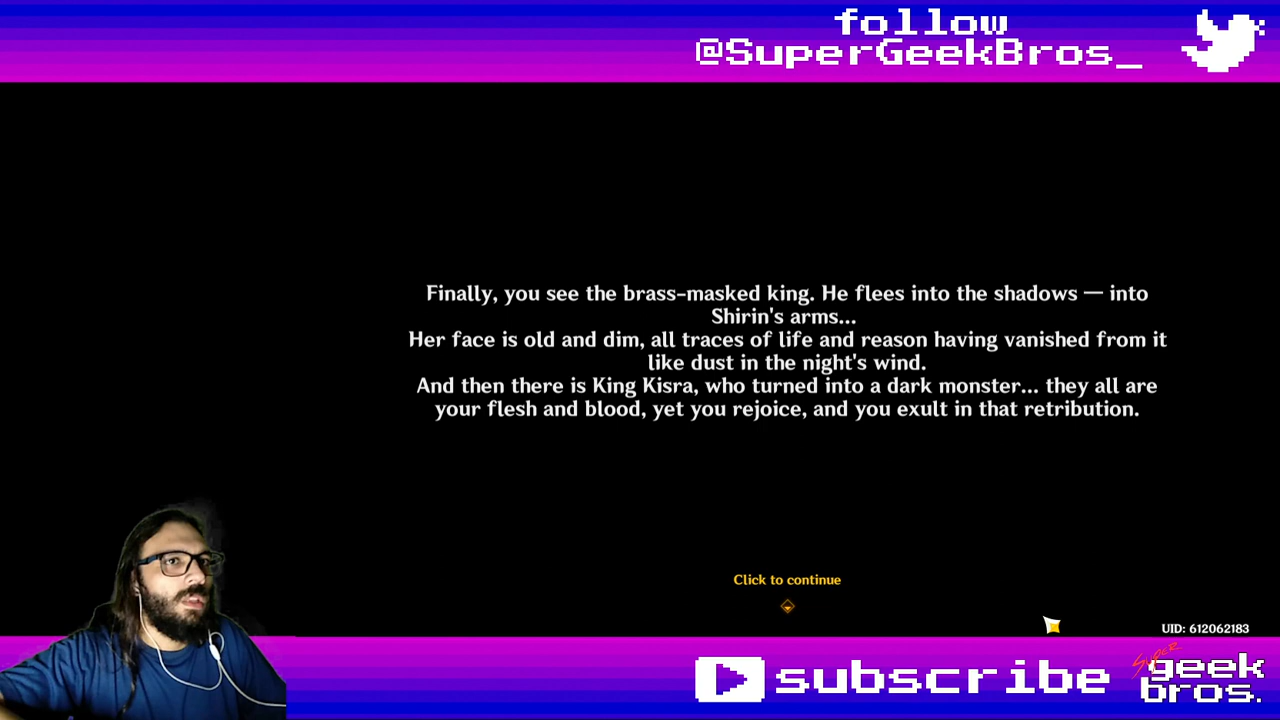 follow
@SuperGeekBros_
Finally, you see the brass-masked king. He flees into the shadows — into
Shirin's arms...
Her face is old and dim, all traces of life and reason having vanished from it
like dust in the night's wind.
And then there is King Kisra, who turned into a dark monster... they all are
your flesh and blood, yet you rejoice, and you exult in that retribution.
Click to continue
UID: 612062183
subscribe
SUPER
geek
bros.